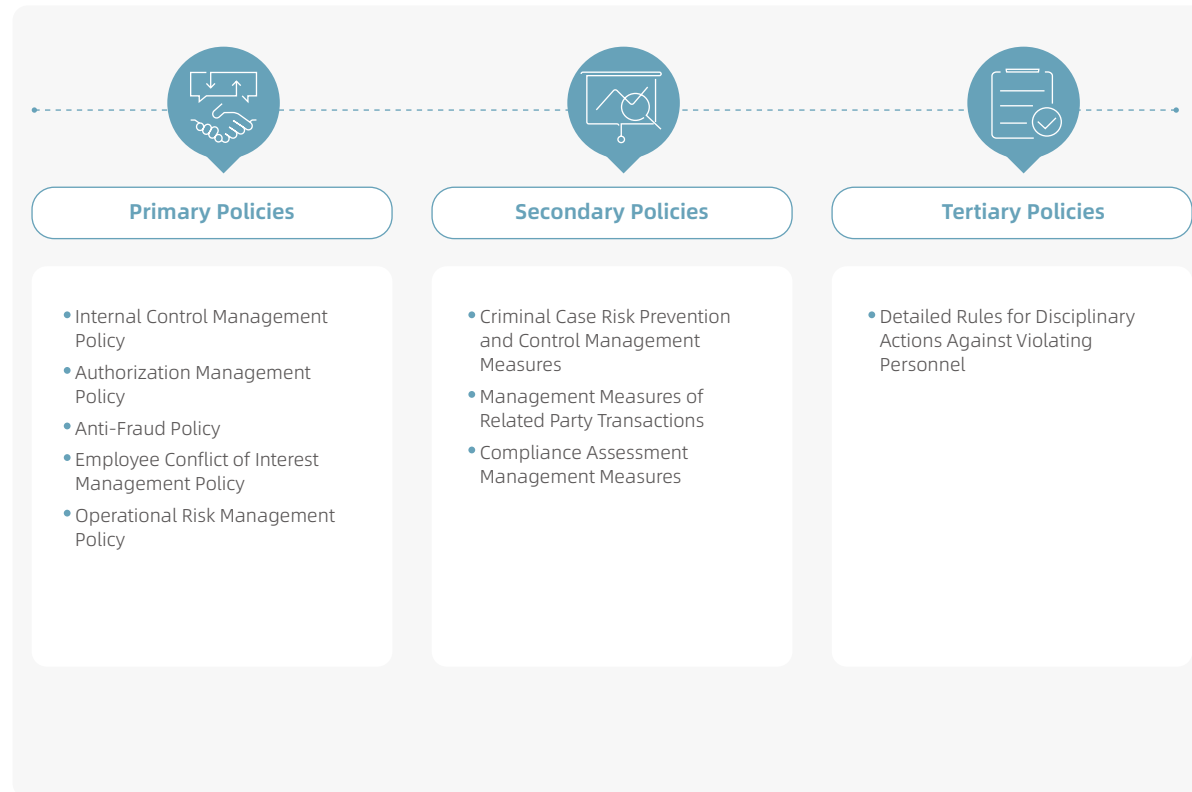 Primary Policies
Secondary Policies
Tertiary Policies
• Internal Control Management
Policy
• Authorization Management
Policy
• Anti-Fraud Policy
• Employee Conflict of Interest
Management Policy
• Operational Risk Management
Policy
• Criminal Case Risk Prevention
and Control Management
Measures
• Management Measures of
Related Party Transactions
• Compliance Assessment
Management Measures
• Detailed Rules for Disciplinary
Actions Against Violating
Personnel